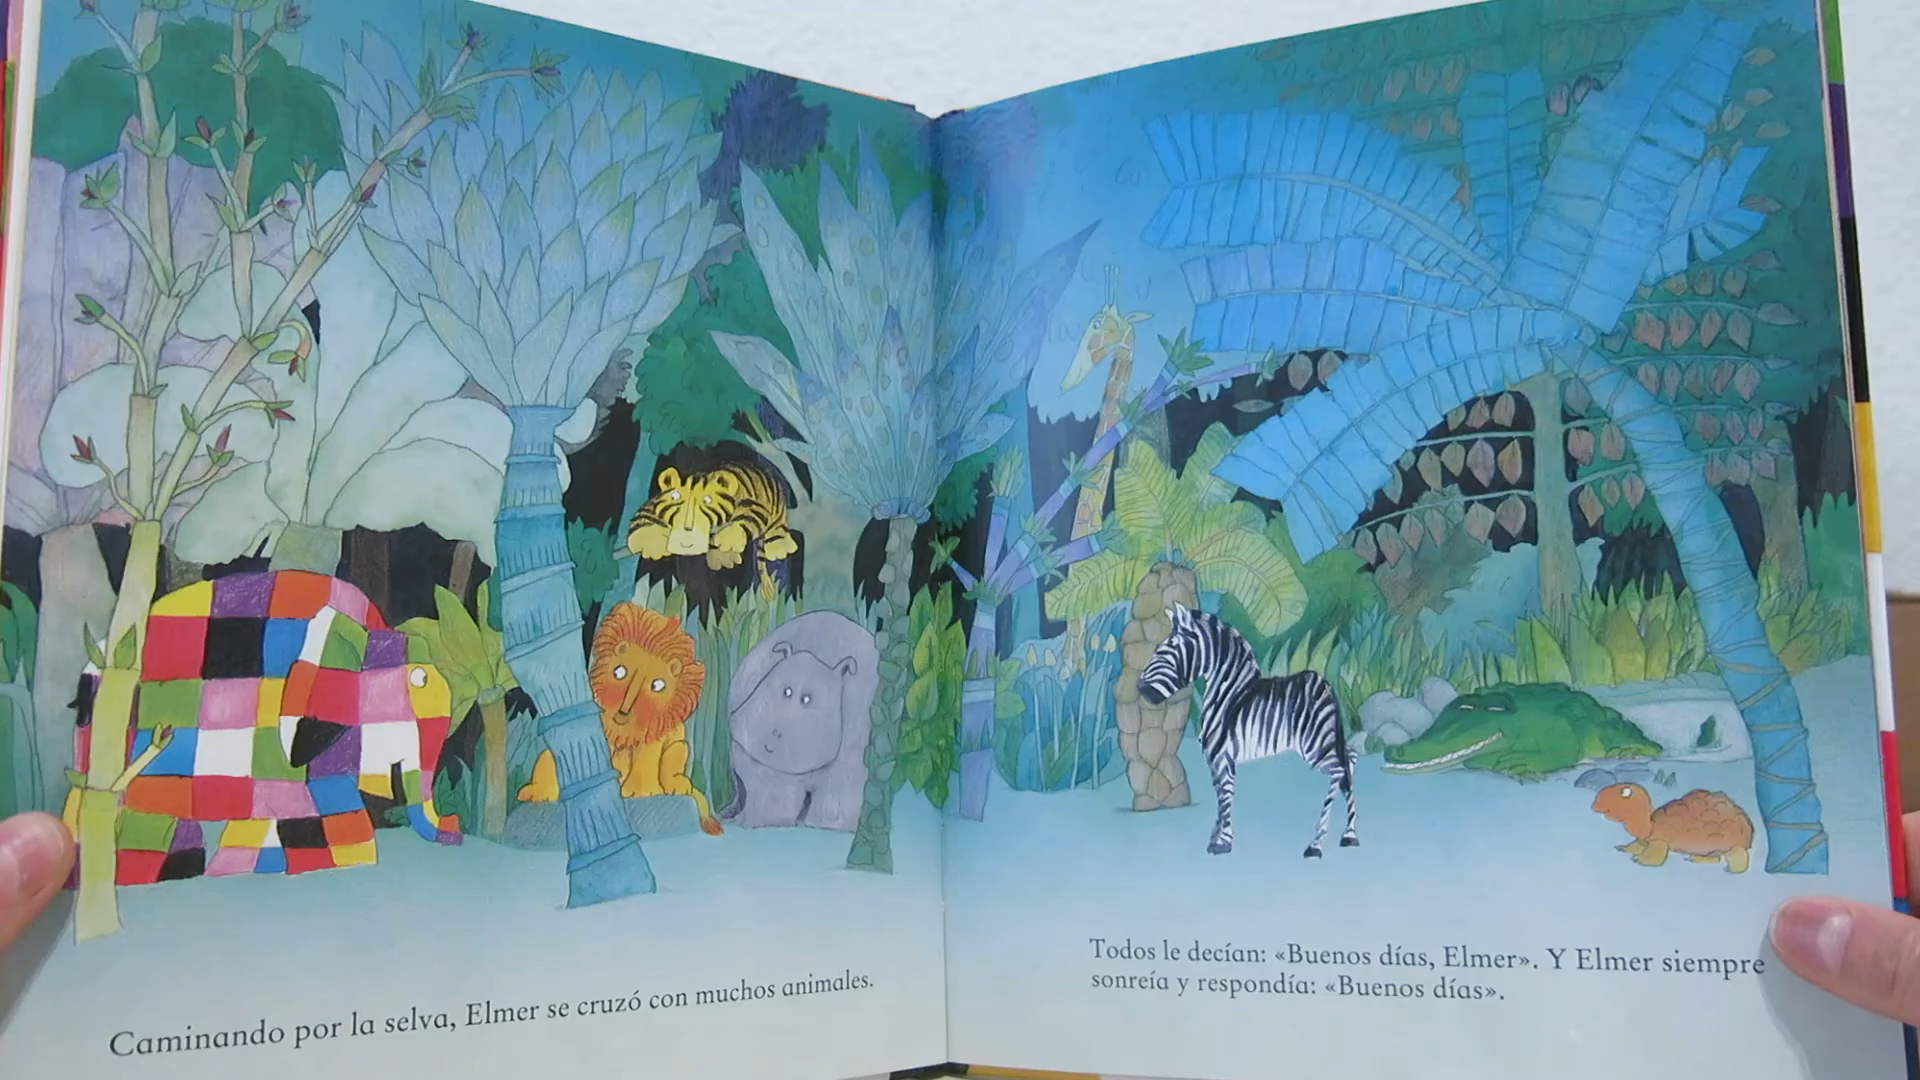 Caminando por la selva, Elmer se cruzó con muchos animales.
Todos le decían: «Buenos días, Elmer». Y Elmer siempre
sonreía y respondía: «Buenos días».